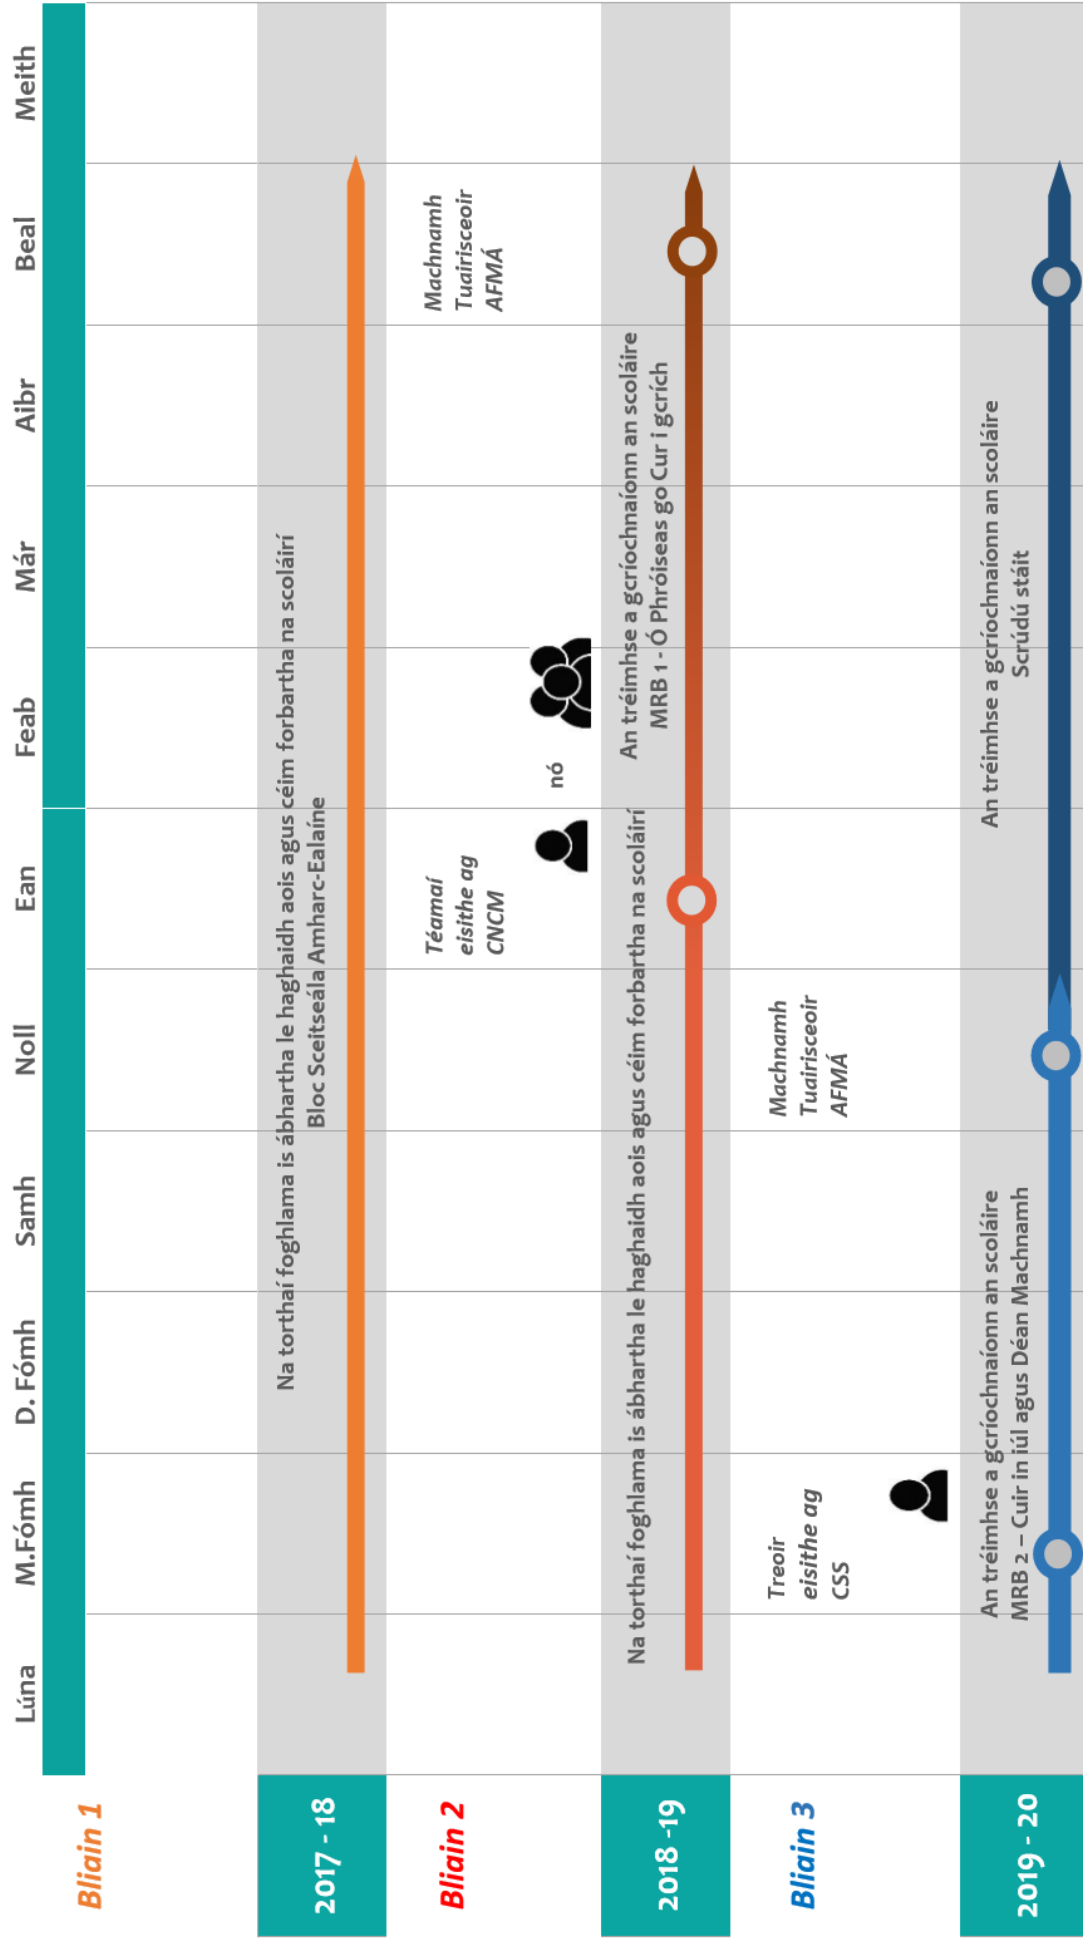 Lúna M.Fómh D. Fómh Samh Noll Ean Feab Már Aibr Beal Meith
Bliain 1
2017 - 18
Na torthaí foghlama is ábhartha le haghaidh aois agus céim forbartha na scoláirí
Bloc Sceitseála Amharc-Ealaíne
Bliain 2
Téamaí
eisithe ag
CNCM
nó
Machnamh
Tuairisceoir
AFMÁ
2018 -19
Na torthaí foghlama is ábhartha le haghaidh aois agus céim forbartha na scoláirí
An tréimhse a gcríochnaíonn an scoláire
MRB 1 - Ó Phróiseas go Cur i gcrích
Bliain 3
Treoir
eisithe ag
CSS
Machnamh
Tuairisceoir
AFMÁ
2019 - 20
An tréimhse a gcríochnaíonn an scoláire
MRB 2 – Cuir in iúl agus Déan Machnamh
An tréimhse a gcríochnaíonn an scoláire
Scrúdú stáit